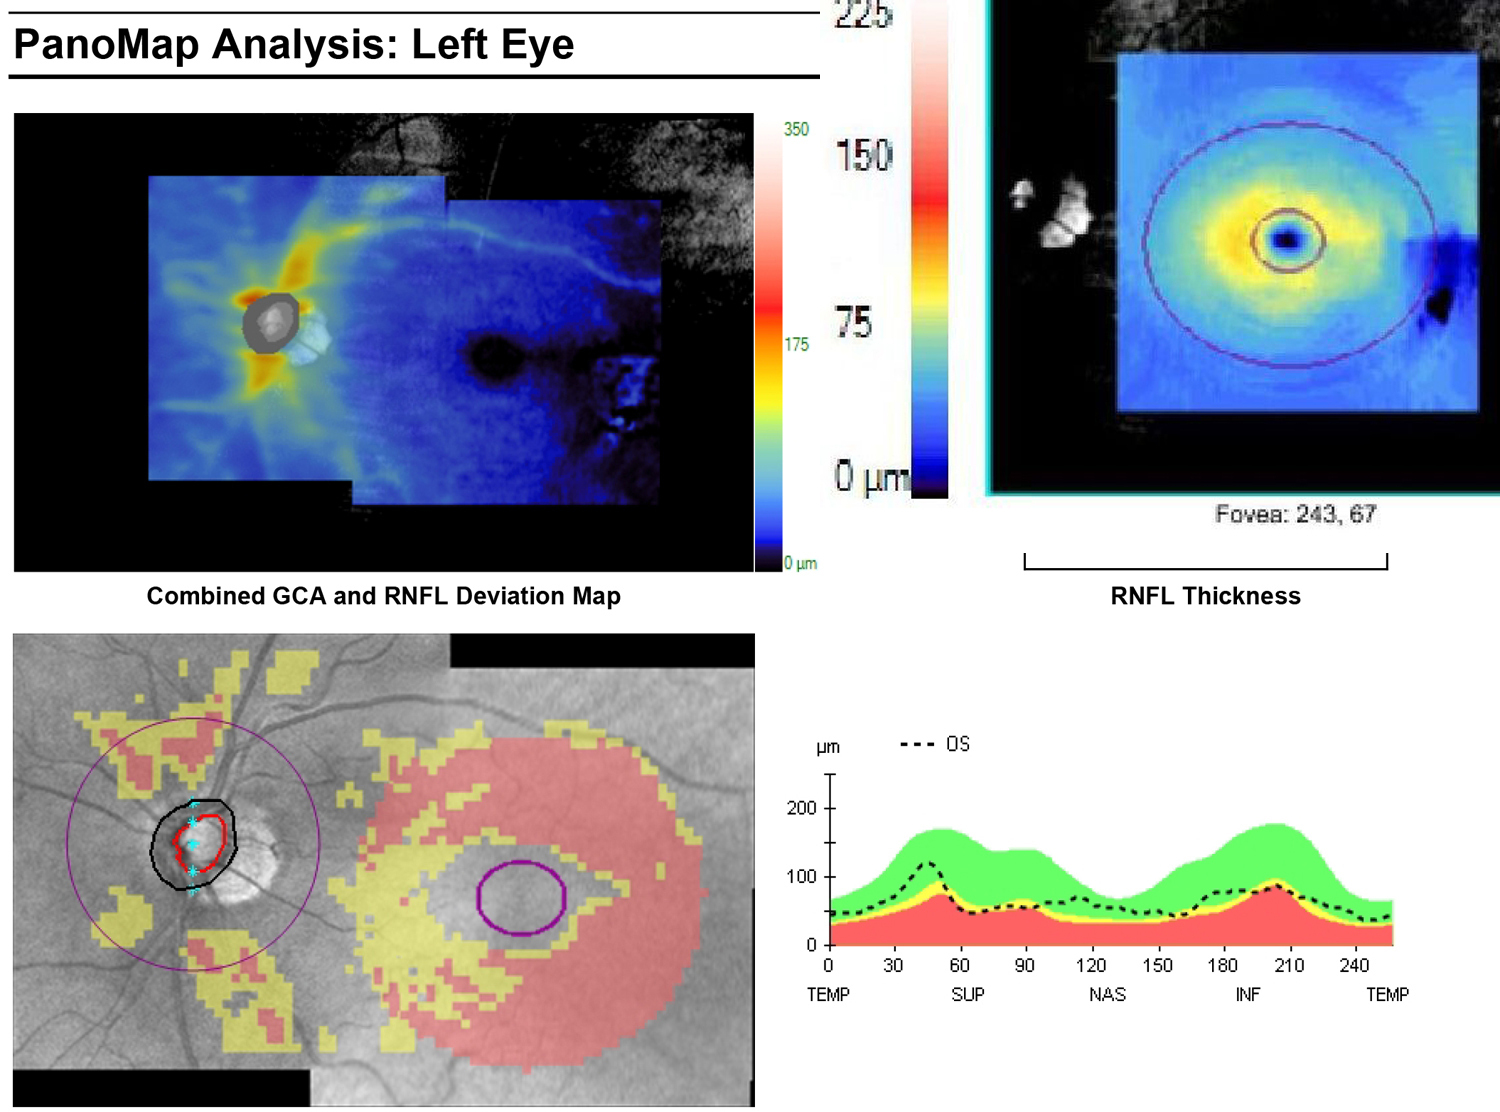 PanoMap Analysis: Left Eye
350
175
0 µm
225
150
75
0 µm
Fovea: 243, 67
Combined GCA and RNFL Deviation Map
RNFL Thickness
µm
OS
200
100
0
0 30 60 90 120 150 180 210 240
TEMP SUP NAS INF TEMP